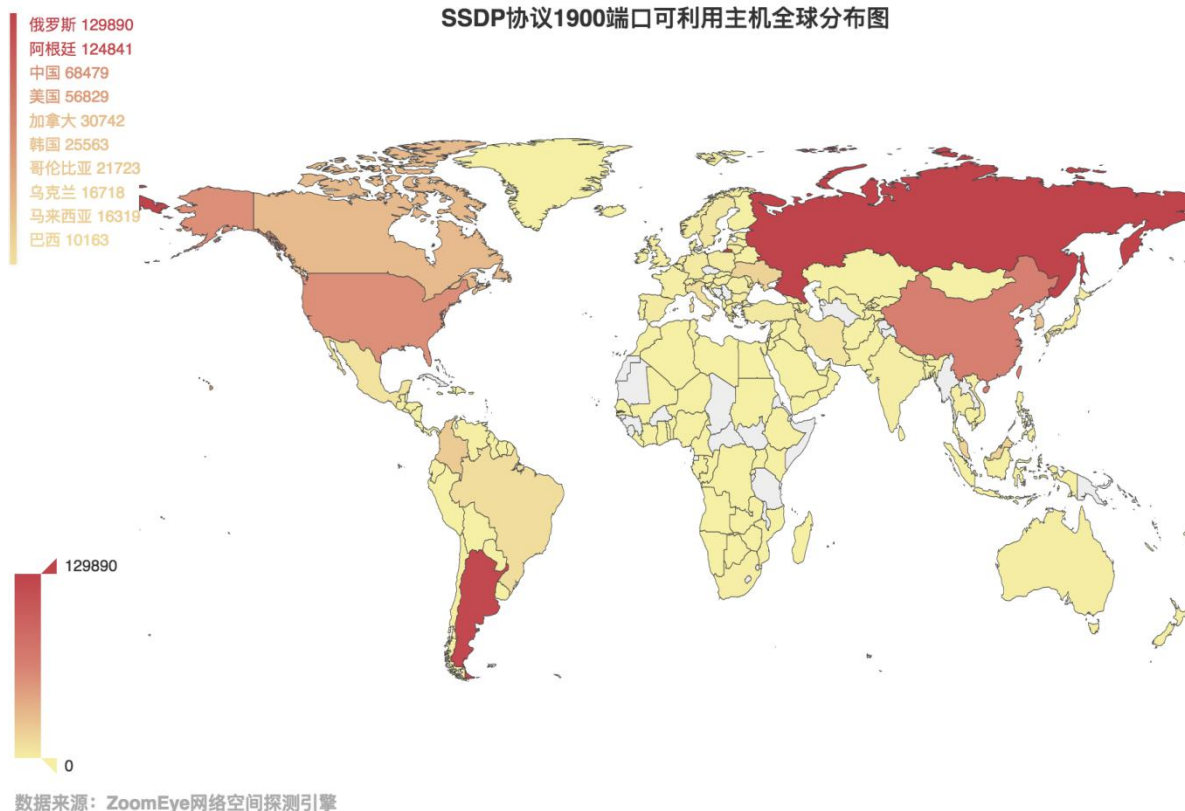 SSDP协议1900端口可利用主机全球分布图
俄罗斯 129890
阿根廷 124841
中国 68479
美国 56829
加拿大 30742
韩国 25563
哥伦比亚 21723
乌克兰 16718
马来西亚 16319
巴西 10163
129890
0
数据来源：ZoomEye网络空间探测引擎